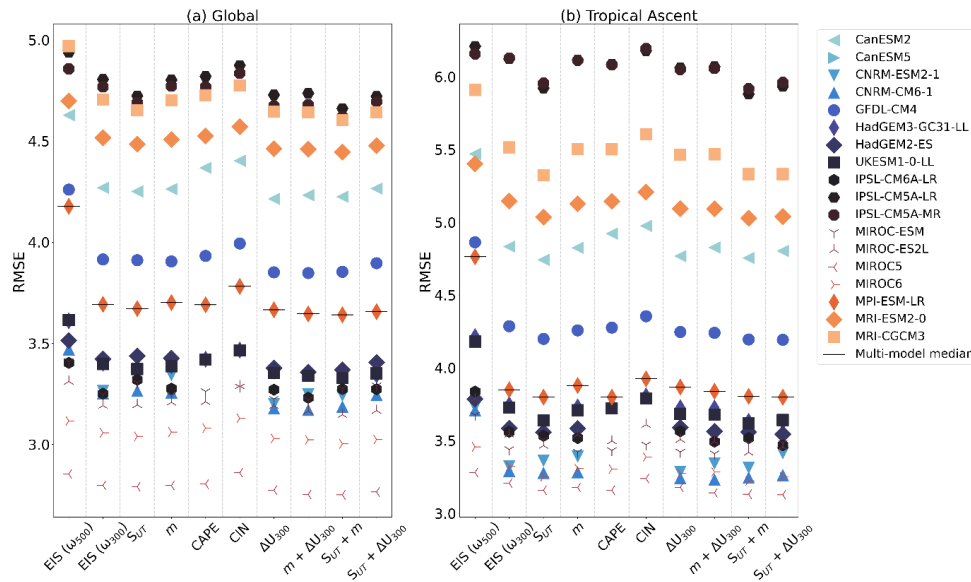 (a) Global
(b) Tropical Ascent
RMSE
5.0
4.5
4.0
3.5
3.0
EIS (ω500)
EIS (ω300)
SUT
m
CAPE
CIN
ΔU300
m + ΔU300
SUT + m
SUT + ΔU300
RMSE
6.0
5.5
5.0
4.5
4.0
3.5
3.0
EIS (ω500)
EIS (ω300)
SUT
m
CAPE
CIN
ΔU300
m + ΔU300
SUT + m
SUT + ΔU300
CanESM2
CanESM5
CNRM-ESM2-1
CNRM-CM6-1
GFDL-CM4
HadGEM3-GC31-LL
HadGEM2-ES
UKESM1-0-LL
IPSL-CM6A-LR
IPSL-CM5A-LR
IPSL-CM5A-MR
MIROC-ESM
MIROC-ES2L
MIROC5
MIROC6
MPI-ESM-LR
MRI-ESM2-0
MRI-CGCM3
Multi-model median